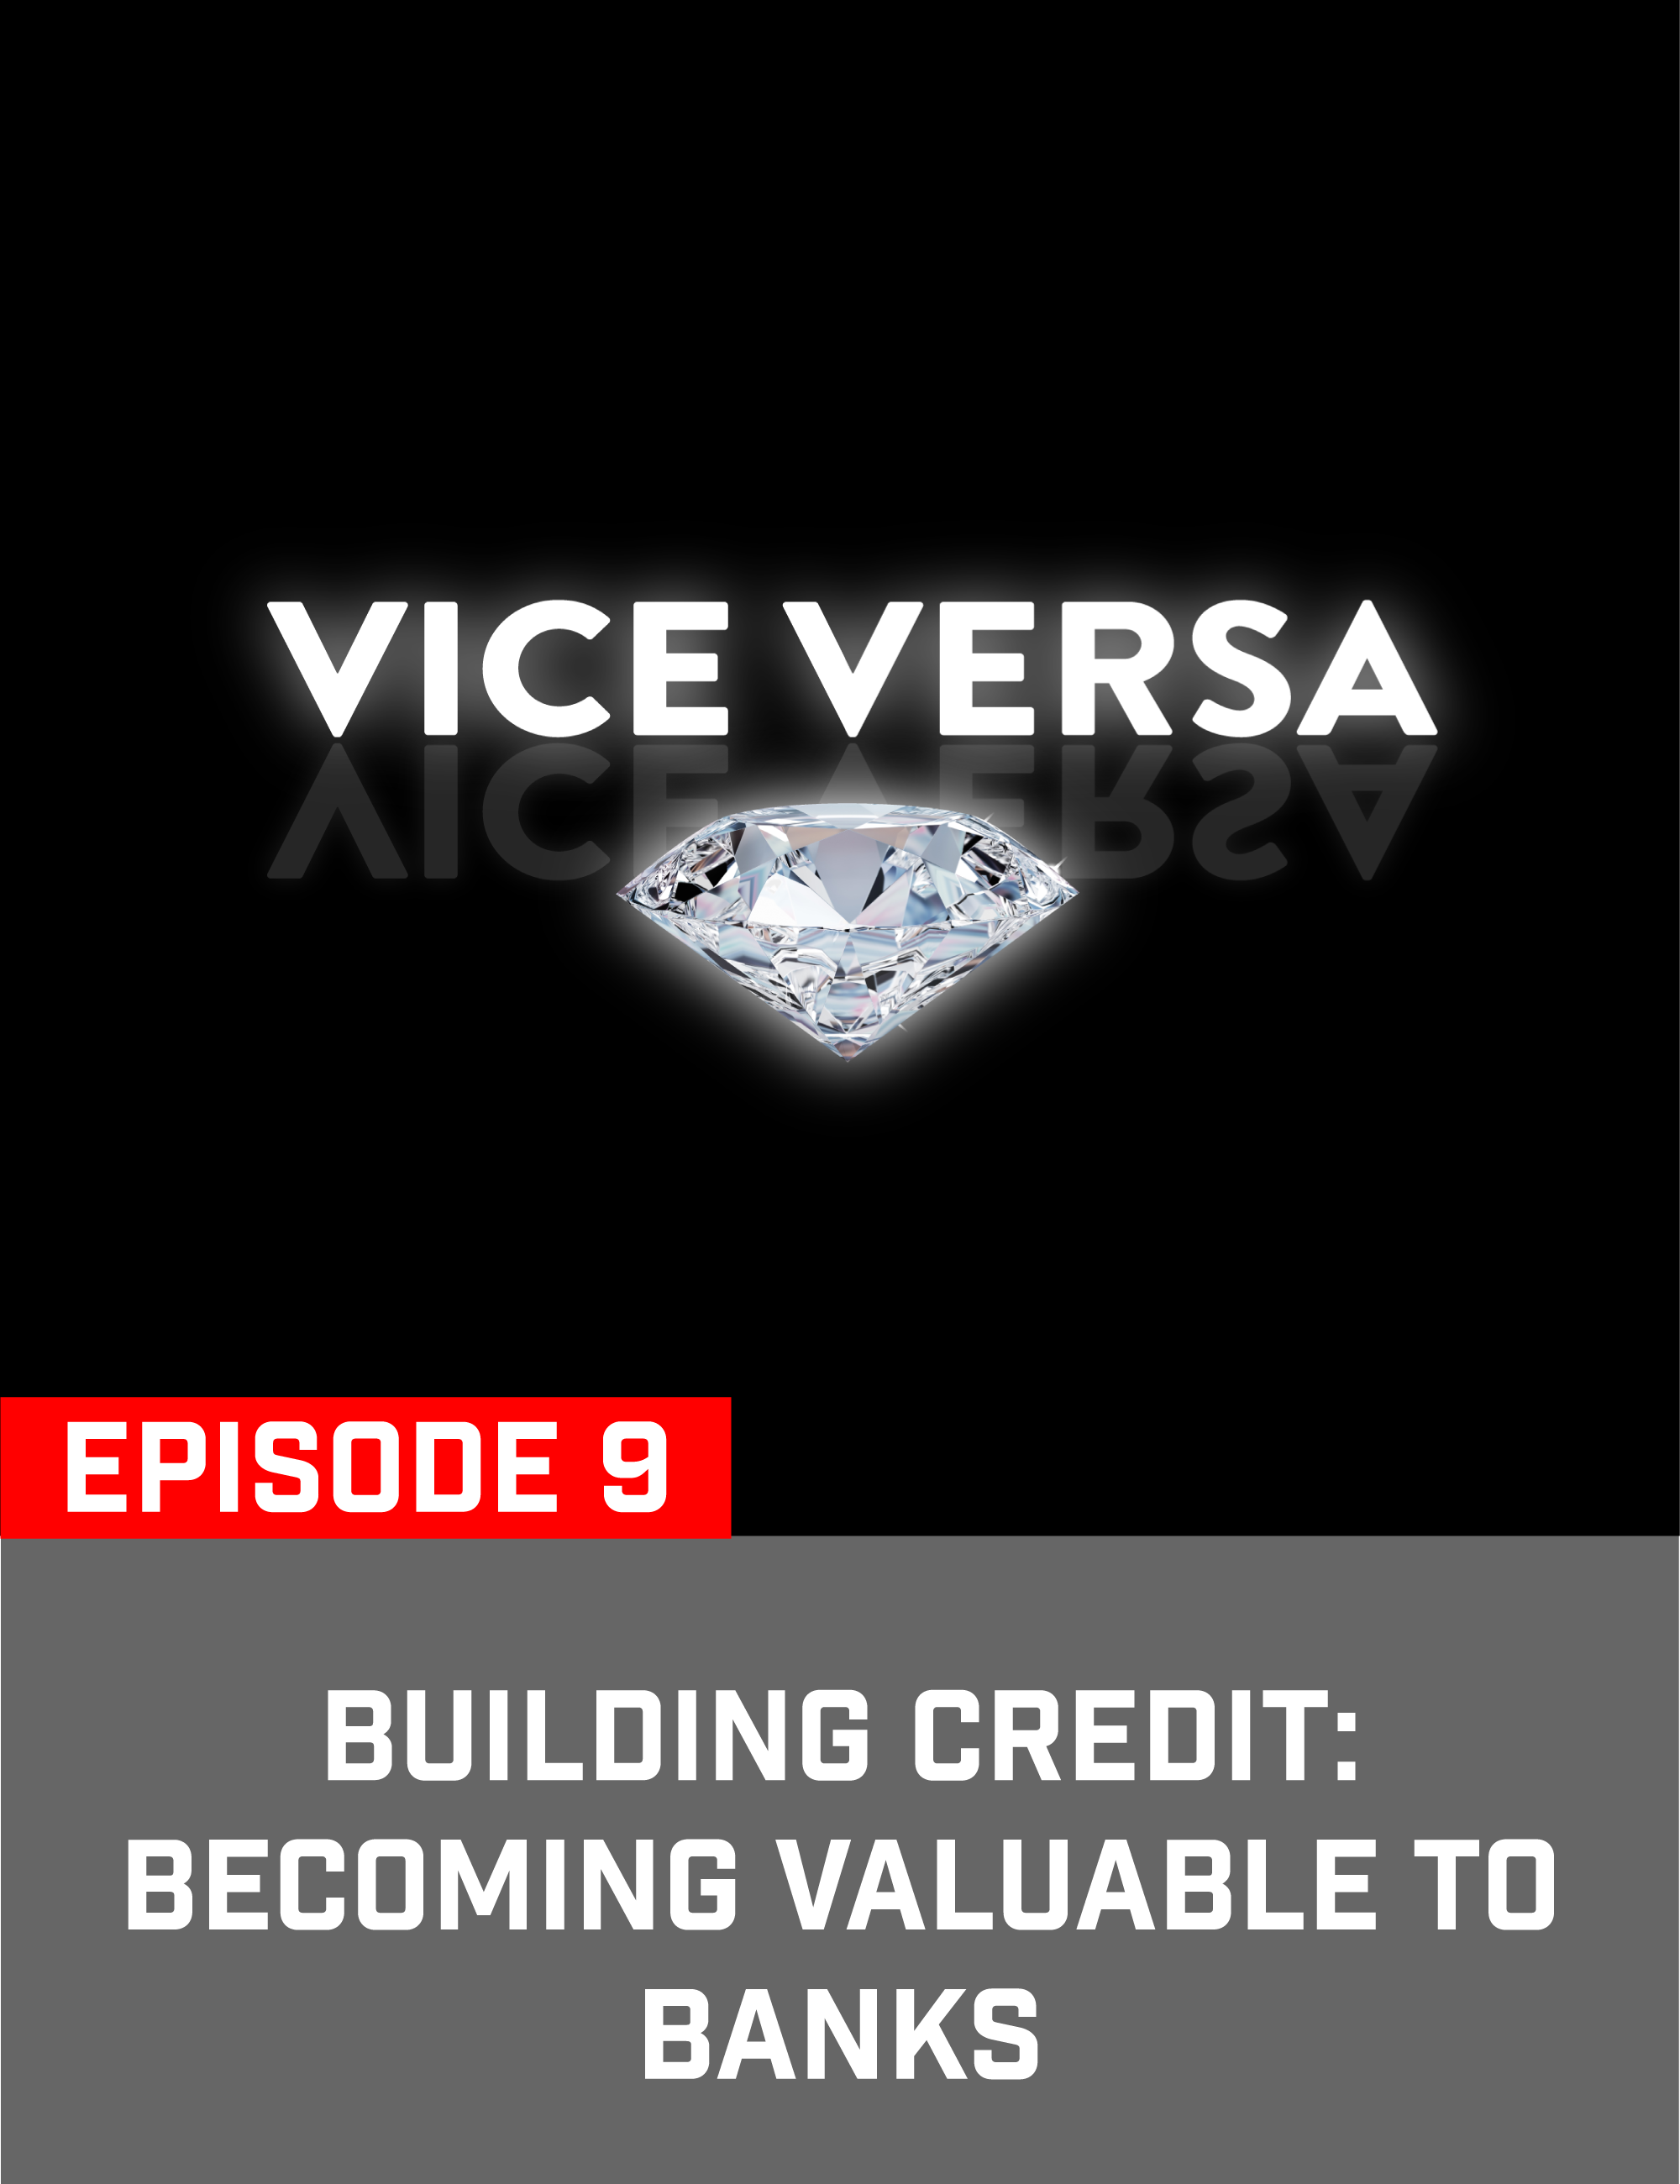 VICE VERSA
EPISODE 9
BUILDING CREDIT:
BECOMING VALUABLE TO
BANKS